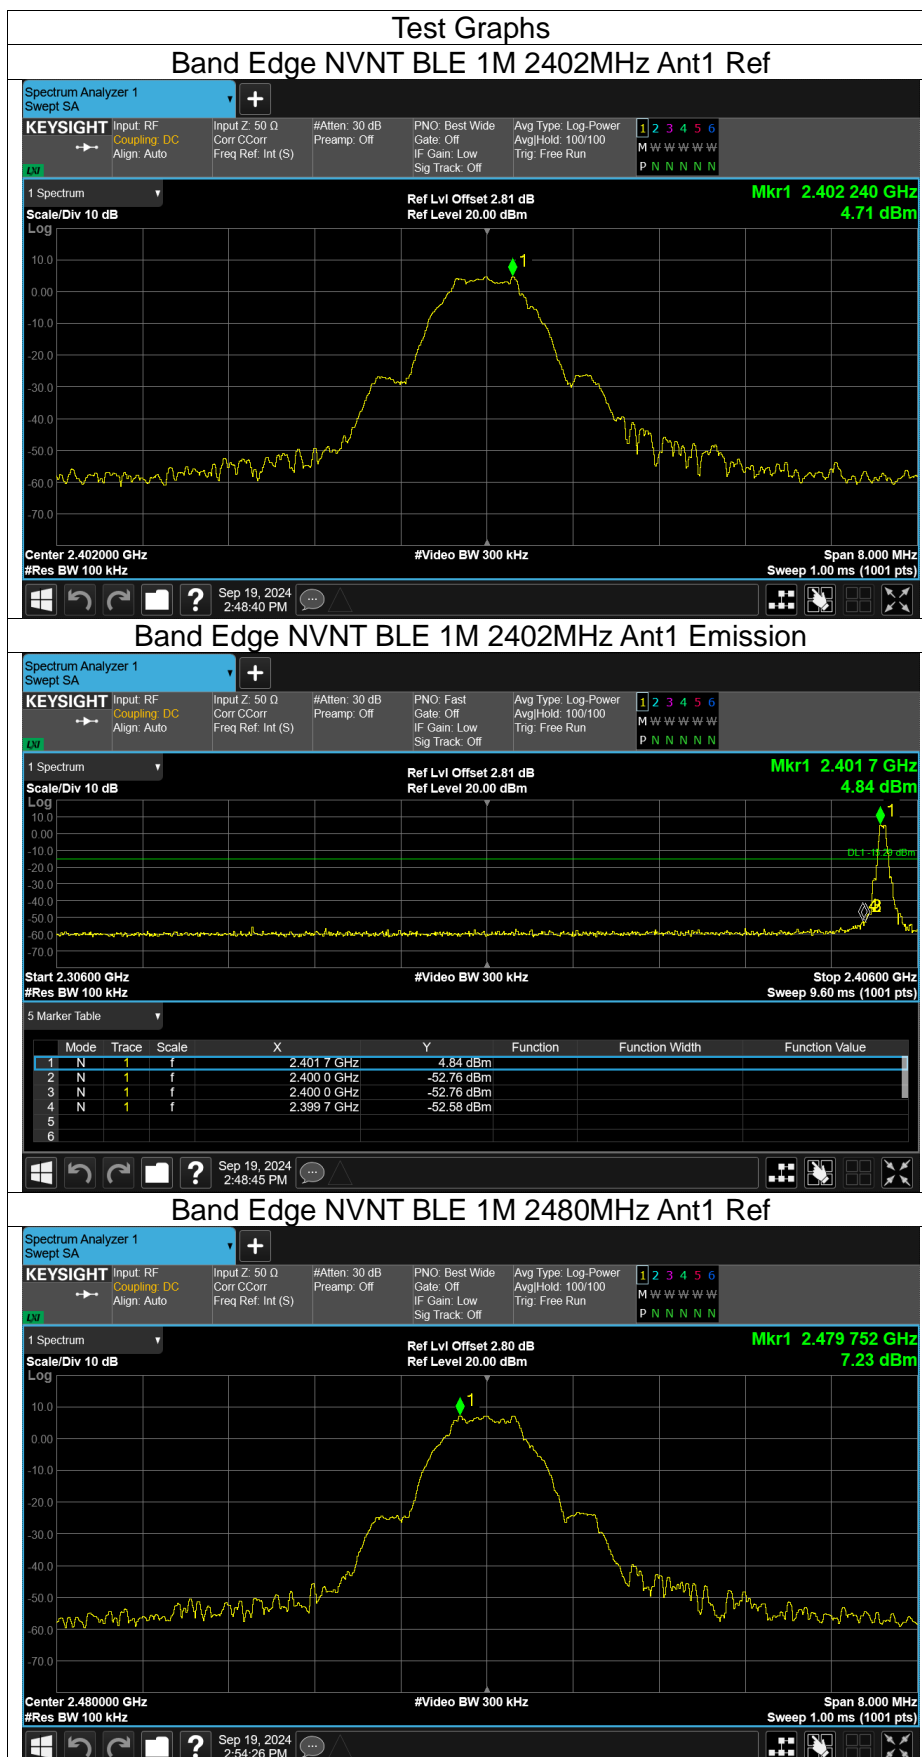 Test Graphs
Band Edge NVNT BLE 1M 2402MHz Ant1 Ref
Spectrum Analyzer 1
Swept SA
KEYSIGHT
Input: RF
Coupling: DC
Align: Auto
Input Z: 50 Ω
Corr CCorr
Freq Ref: Int (S)
#Atten: 30 dB
Preamp: Off
PNO: Best Wide
Gate: Off
IF Gain: Low
Sig Track: Off
Avg Type: Log-Power
Avg|Hold: 100/100
Trig: Free Run
1 2 3 4 5 6
M W W W W W
P N N N N N
LXI
1 Spectrum
Scale/Div 10 dB
Ref Lvl Offset 2.81 dB
Ref Level 20.00 dBm
Mkr1 2.402 240 GHz
4.71 dBm
Log
1
10.0
0.00
-10.0
-20.0
-30.0
-40.0
-50.0
-60.0
-70.0
Center 2.402000 GHz
#Res BW 100 kHz
#Video BW 300 kHz
Span 8.000 MHz
Sweep 1.00 ms (1001 pts)
Sep 19, 2024
2:48:40 PM
Band Edge NVNT BLE 1M 2402MHz Ant1 Emission
Spectrum Analyzer 1
Swept SA
KEYSIGHT
Input: RF
Coupling: DC
Align: Auto
Input Z: 50 Ω
Corr CCorr
Freq Ref: Int (S)
#Atten: 30 dB
Preamp: Off
PNO: Fast
Gate: Off
IF Gain: Low
Sig Track: Off
Avg Type: Log-Power
Avg|Hold: 100/100
Trig: Free Run
1 2 3 4 5 6
M W W W W W
P N N N N N
LXI
1 Spectrum
Scale/Div 10 dB
Ref Lvl Offset 2.81 dB
Ref Level 20.00 dBm
Mkr1 2.401 7 GHz
4.84 dBm
Log
1
10.0
0.00
-10.0
DL1 -15.29 dBm
-20.0
-30.0
-40.0
-50.0
-60.0
-70.0
Start 2.30600 GHz
#Res BW 100 kHz
#Video BW 300 kHz
Stop 2.40600 GHz
Sweep 9.60 ms (1001 pts)
5 Marker Table
Mode Trace Scale X Y Function Function Width Function Value
1 N 1 f 2.401 7 GHz 4.84 dBm
2 N 1 f 2.400 0 GHz -52.76 dBm
3 N 1 f 2.400 0 GHz -52.76 dBm
4 N 1 f 2.399 7 GHz -52.58 dBm
5
6
Sep 19, 2024
2:48:45 PM
Band Edge NVNT BLE 1M 2480MHz Ant1 Ref
Spectrum Analyzer 1
Swept SA
KEYSIGHT
Input: RF
Coupling: DC
Align: Auto
Input Z: 50 Ω
Corr CCorr
Freq Ref: Int (S)
#Atten: 30 dB
Preamp: Off
PNO: Best Wide
Gate: Off
IF Gain: Low
Sig Track: Off
Avg Type: Log-Power
Avg|Hold: 100/100
Trig: Free Run
1 2 3 4 5 6
M W W W W W
P N N N N N
LXI
1 Spectrum
Scale/Div 10 dB
Ref Lvl Offset 2.80 dB
Ref Level 20.00 dBm
Mkr1 2.479 752 GHz
7.23 dBm
Log
1
10.0
0.00
-10.0
-20.0
-30.0
-40.0
-50.0
-60.0
-70.0
Center 2.480000 GHz
#Res BW 100 kHz
#Video BW 300 kHz
Span 8.000 MHz
Sweep 1.00 ms (1001 pts)
Sep 19, 2024
2:54:26 PM